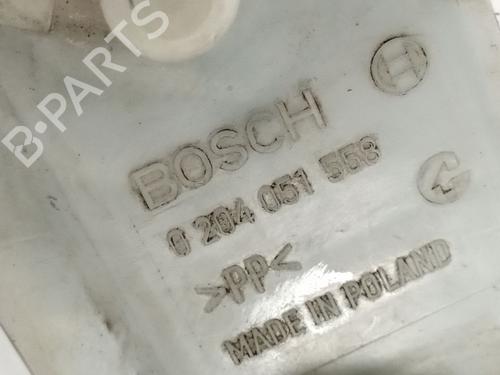 B-PARTS
BOSCH
0 204 051 558
>PP<
MADE IN POLAND